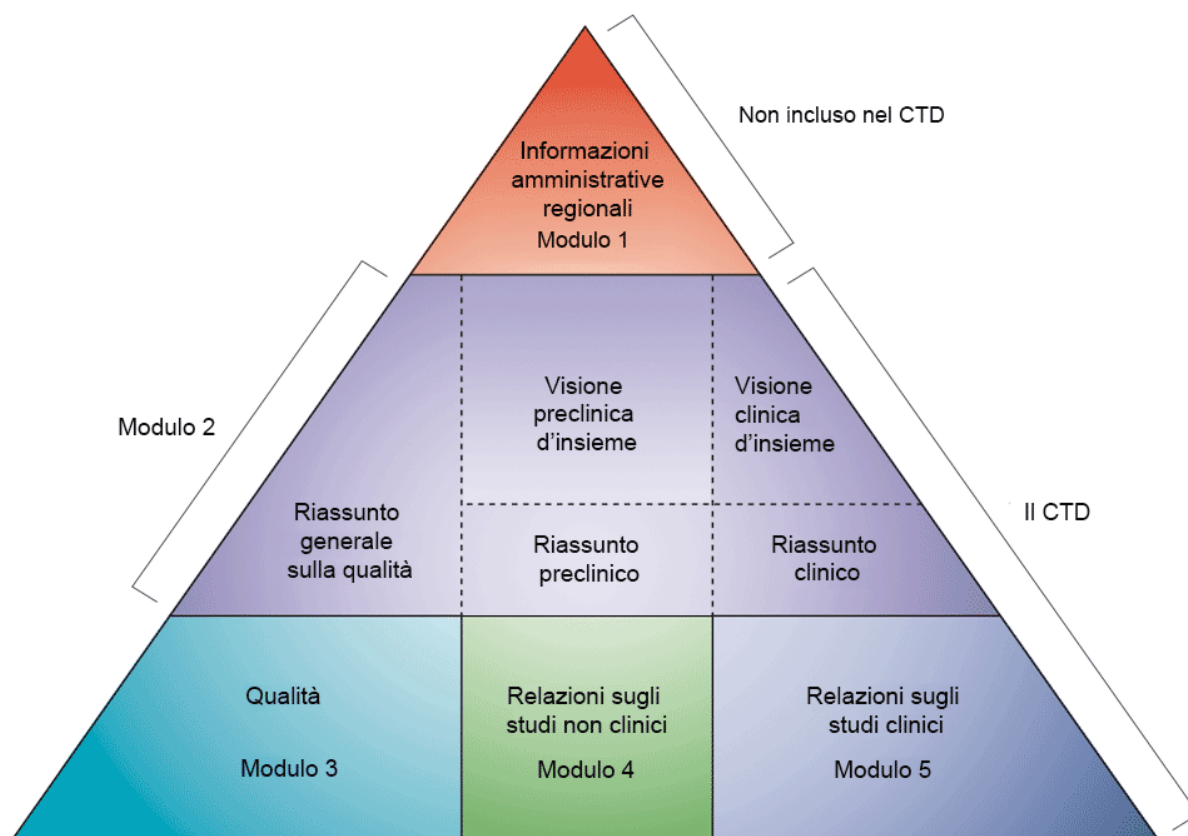 Non incluso nel CTD
Informazioni
amministrative
regionali
Modulo 1
Modulo 2
Visione
preclinica
d’insieme
Visione
clinica
d’insieme
Il CTD
Riassunto
generale
sulla qualità
Riassunto
preclinico
Riassunto
clinico
Qualità
Modulo 3
Relazioni sugli
studi non clinici
Modulo 4
Relazioni sugli
studi clinici
Modulo 5